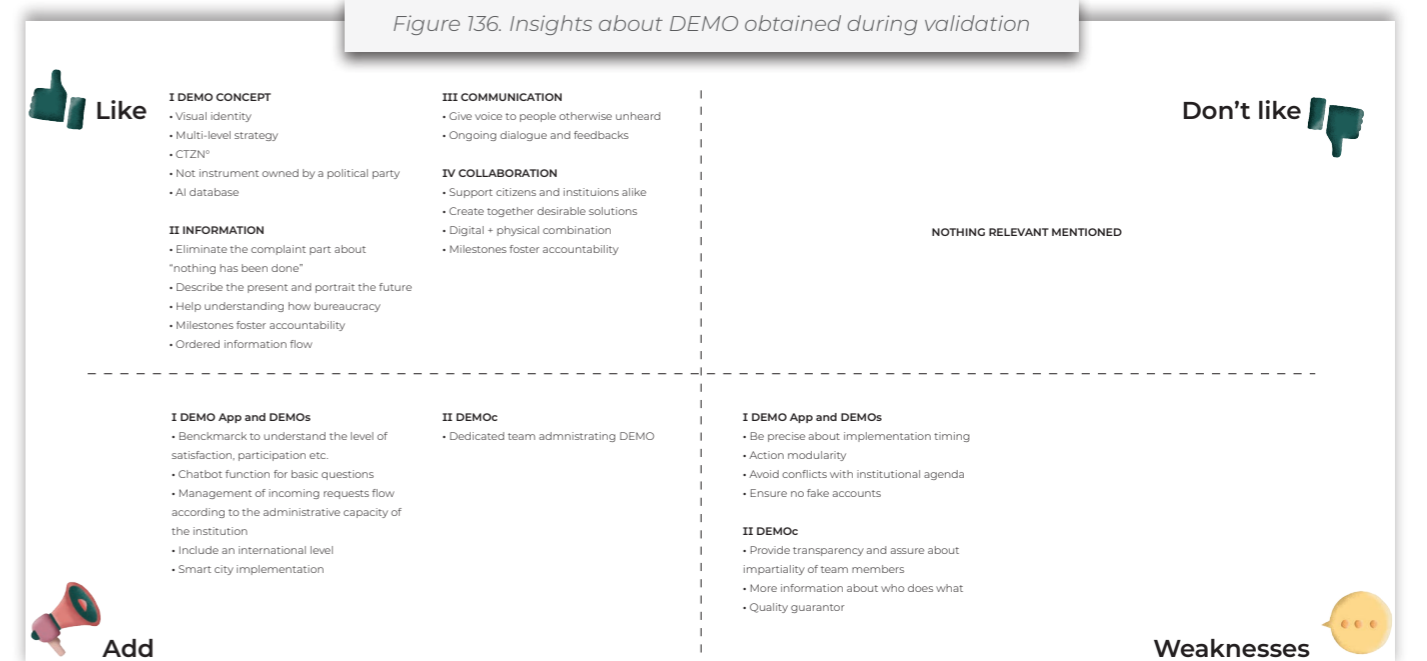 Figure 136. Insights about DEMO obtained during validation
Like
I DEMO CONCEPT
• Visual identity
• Multi-level strategy
• CTZN°
• Not instrument owned by a political party
• AI database
II INFORMATION
• Eliminate the complaint part about
“nothing has been done”
• Describe the present and portrait the future
• Help understanding how bureaucracy
• Milestones foster accountability
• Ordered information flow
III COMMUNICATION
• Give voice to people otherwise unheard
• Ongoing dialogue and feedbacks
IV COLLABORATION
• Support citizens and instituions alike
• Create together desirable solutions
• Digital + physical combination
• Milestones foster accountability
Don’t like
NOTHING RELEVANT MENTIONED
I DEMO App and DEMOs
• Benckmarck to understand the level of
satisfaction, participation etc.
• Chatbot function for basic questions
• Management of incoming requests flow
according to the administrative capacity of
the institution
• Include an international level
• Smart city implementation
II DEMOc
• Dedicated team admnistrating DEMO
Add
I DEMO App and DEMOs
• Be precise about implementation timing
• Action modularity
• Avoid conflicts with institutional agenda
• Ensure no fake accounts
II DEMOc
• Provide transparency and assure about
impartiality of team members
• More information about who does what
• Quality guarantor
Weaknesses